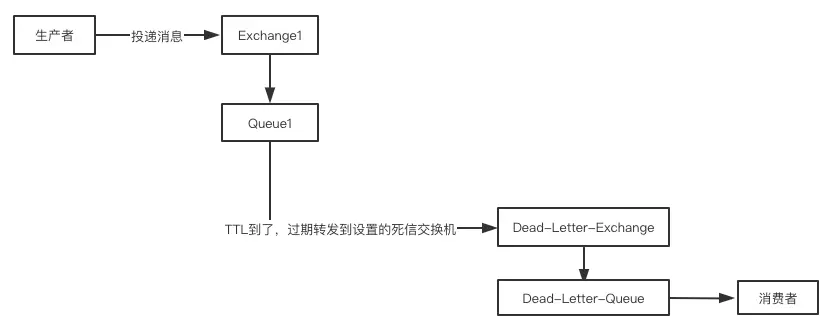 生产者
投递消息
Exchange1
Queue1
TTL到了，过期转发到设置的死信交换机
Dead-Letter-Exchange
Dead-Letter-Queue
消费者